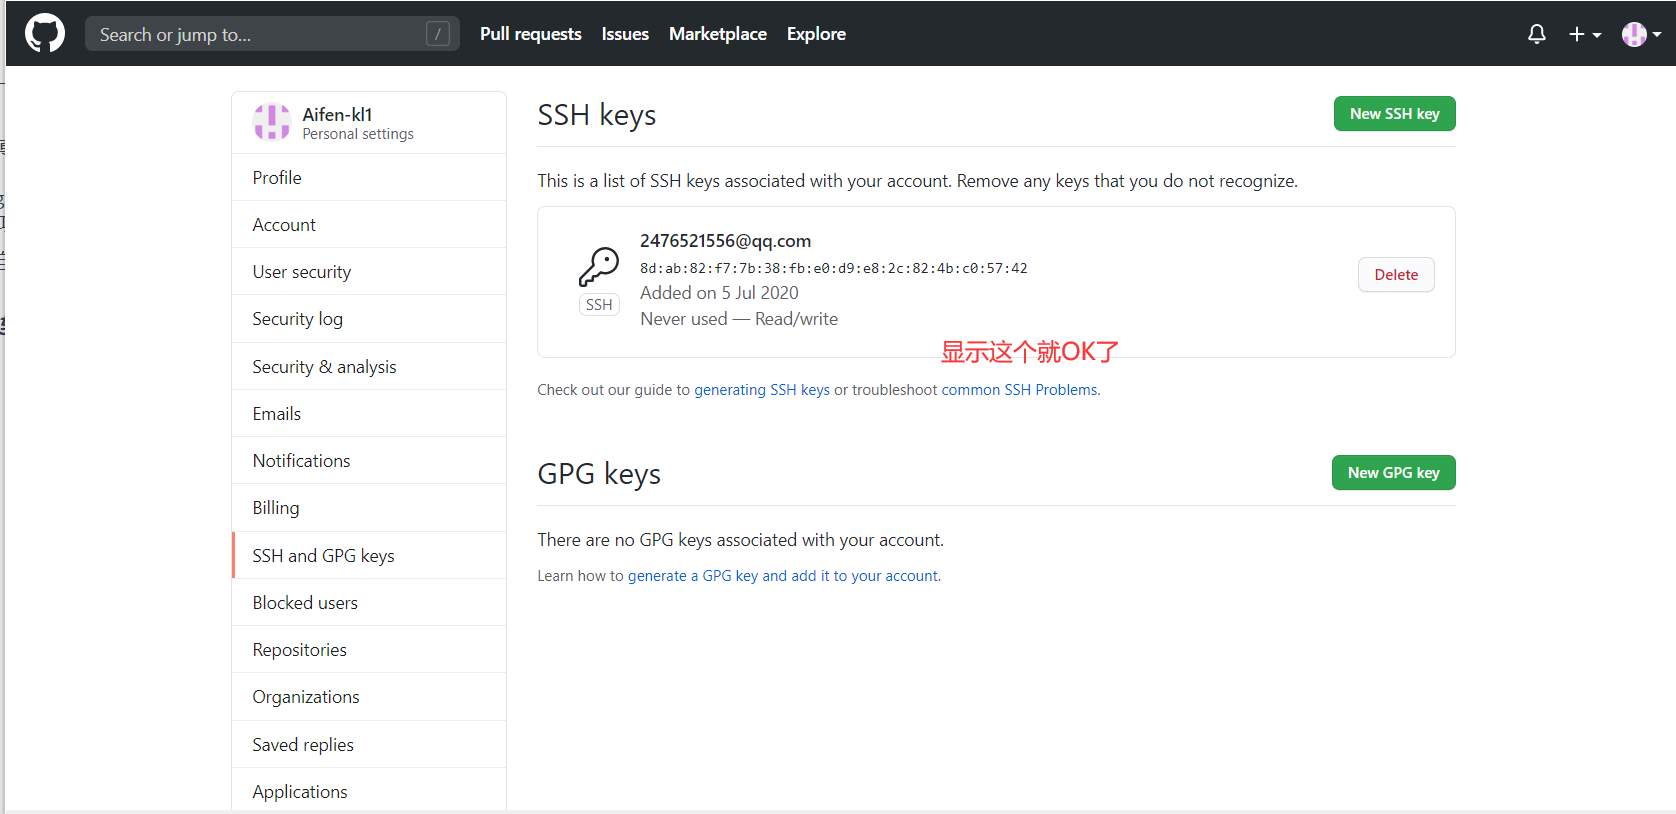 Search or jump to... /
Pull requests Issues Marketplace Explore
Aifen-kl1
Personal settings
Profile
Account
User security
Security log
Security & analysis
Emails
Notifications
Billing
SSH and GPG keys
Blocked users
Repositories
Organizations
Saved replies
Applications
SSH keys
New SSH key
This is a list of SSH keys associated with your account. Remove any keys that you do not recognize.
2476521556@qq.com
8d:ab:82:f7:7b:38:fb:e0:d9:e8:2c:82:4b:c0:57:42
Added on 5 Jul 2020
Never used — Read/write
SSH
Delete
显示这个就OK了
Check out our guide to generating SSH keys or troubleshoot common SSH Problems.
GPG keys
New GPG key
There are no GPG keys associated with your account.
Learn how to generate a GPG key and add it to your account.